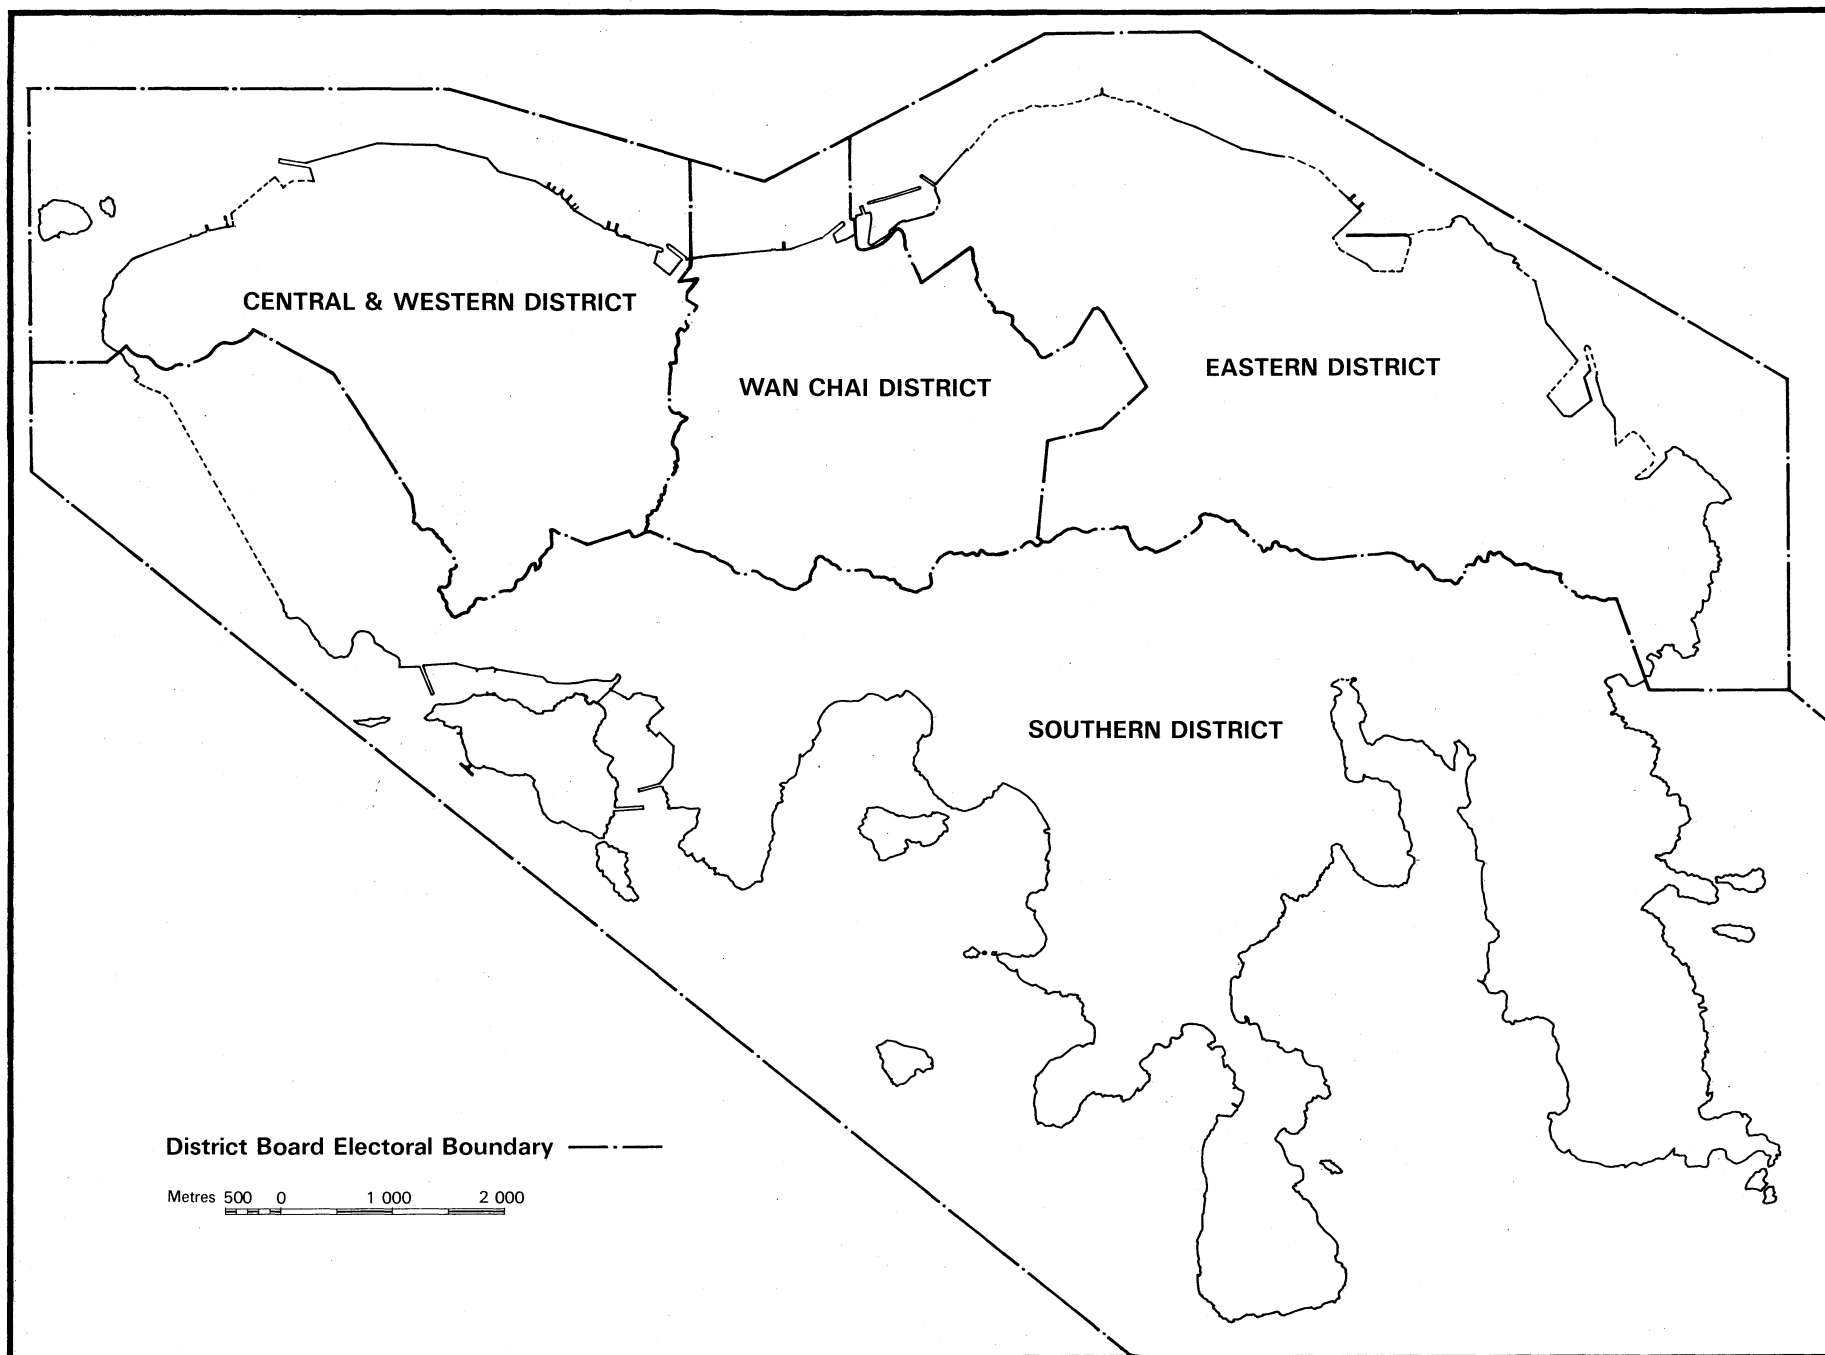 CENTRAL & WESTERN DISTRICT
WAN CHAI DISTRICT
EASTERN DISTRICT
SOUTHERN DISTRICT
District Board Electoral Boundary
Metres 500 0 1 000 2 000